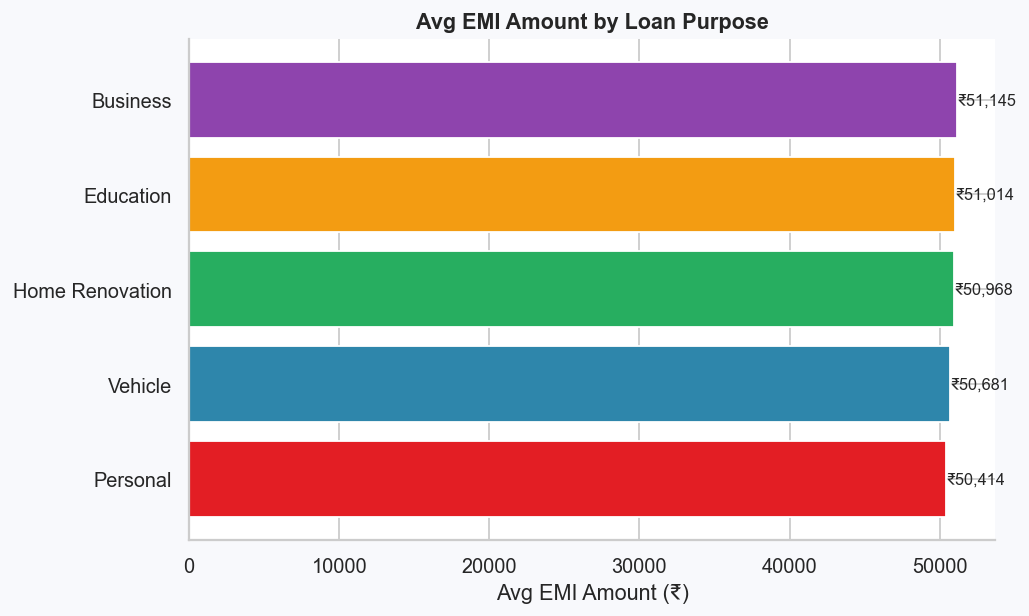 Avg EMI Amount by Loan Purpose
Business
₹51,145
Education
₹51,014
Home Renovation
₹50,968
Vehicle
₹50,681
Personal
₹50,414
0 10000 20000 30000 40000 50000
Avg EMI Amount (₹)